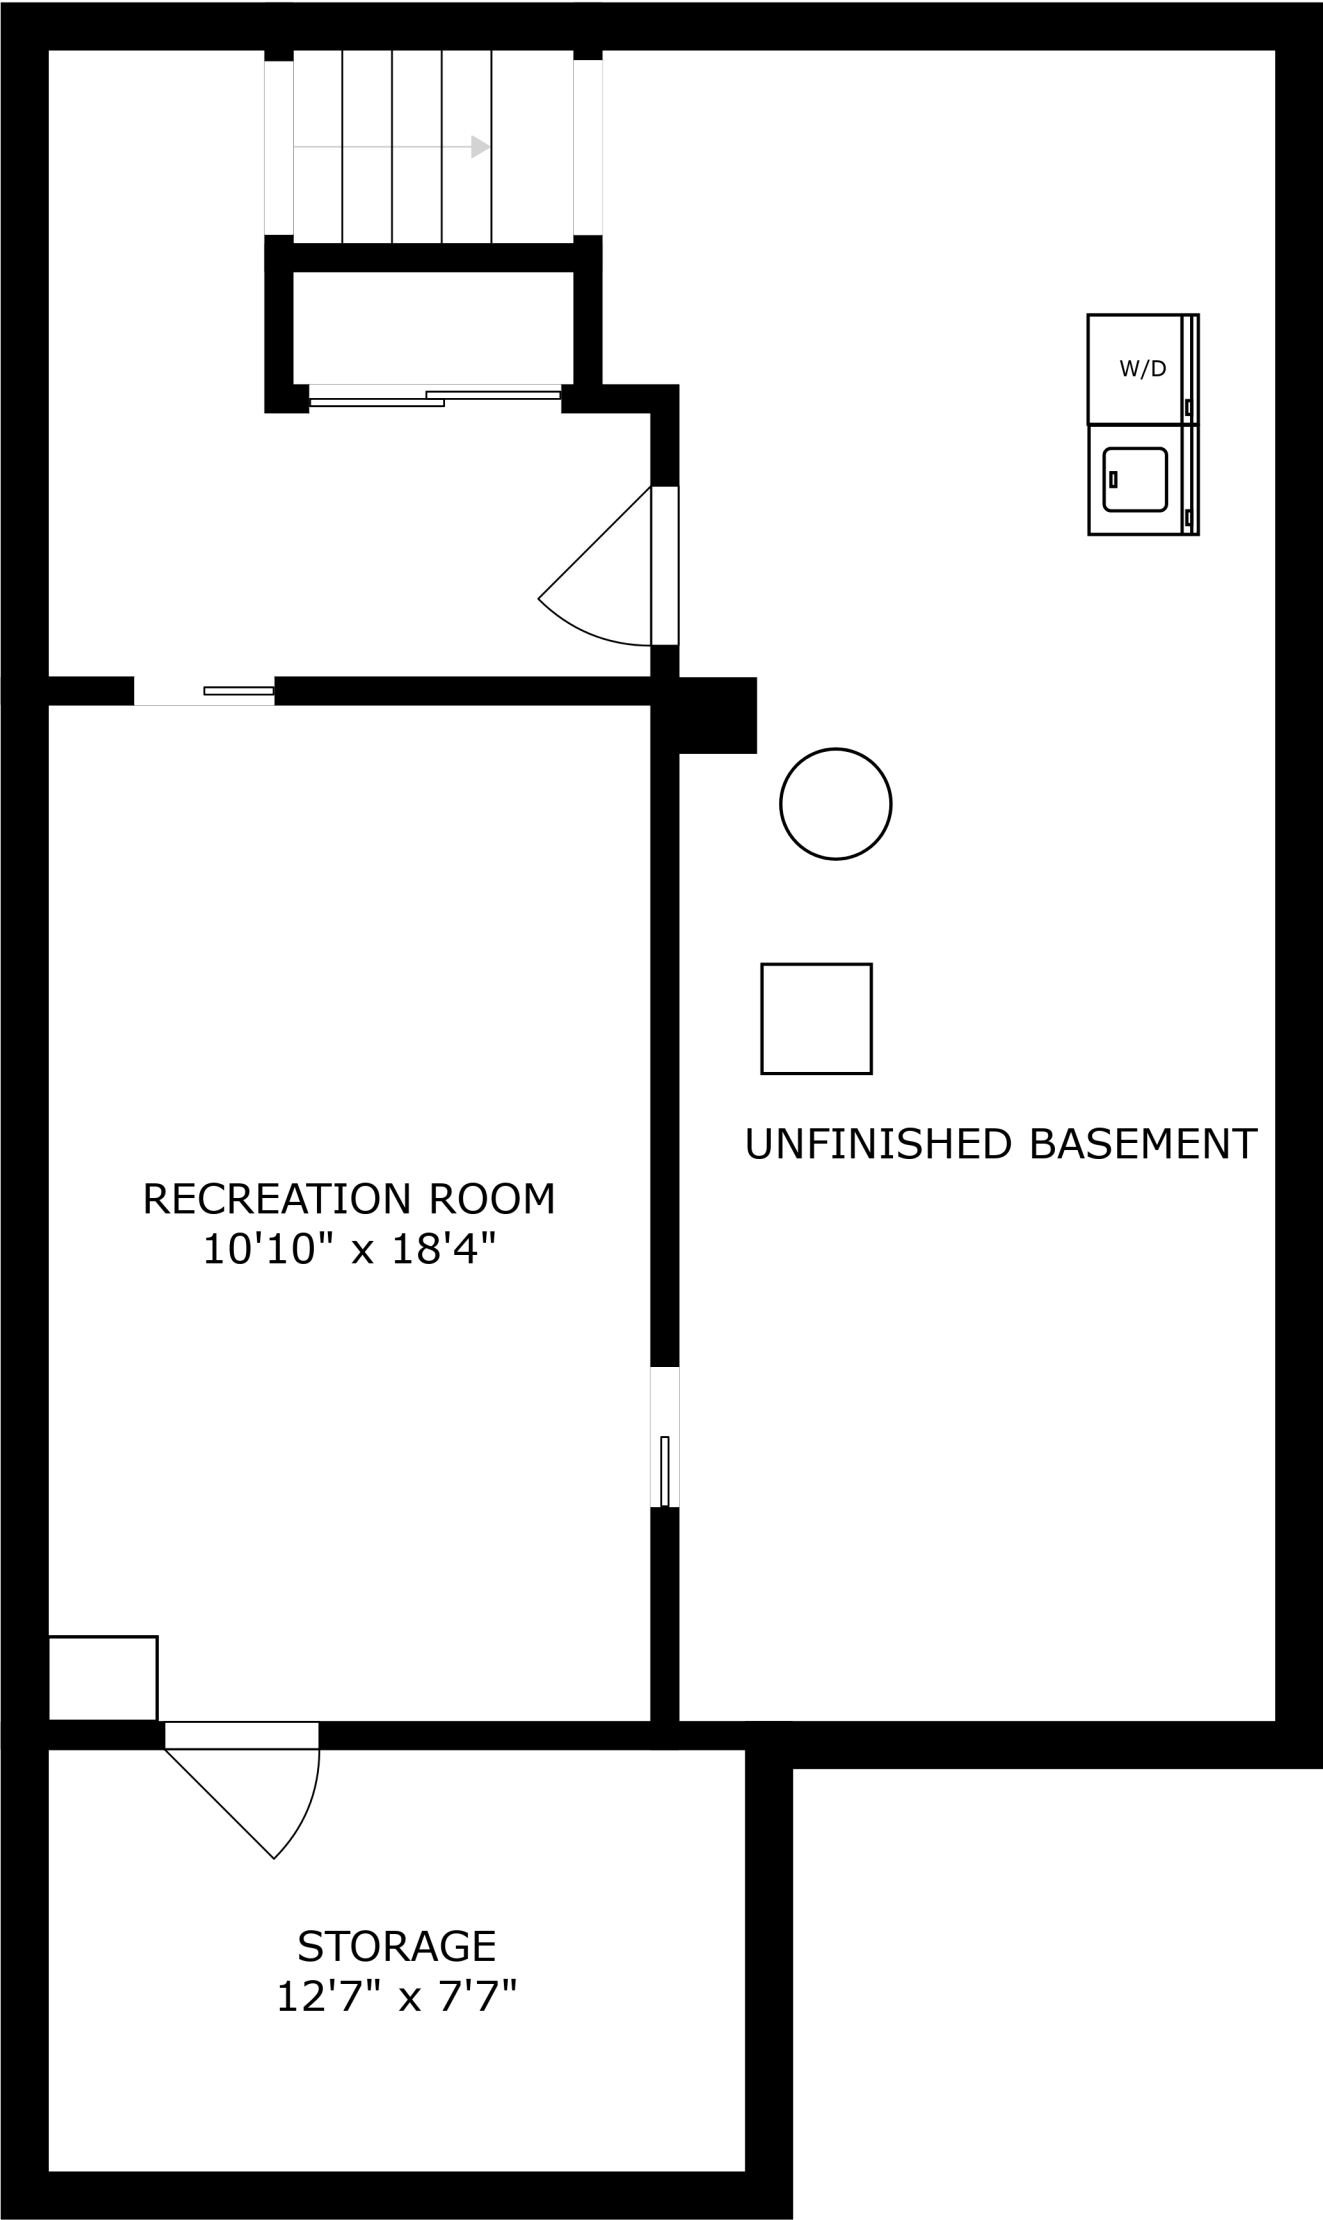 W/D
UNFINISHED BASEMENT
RECREATION ROOM
10'10" x 18'4"
STORAGE
12'7" x 7'7"